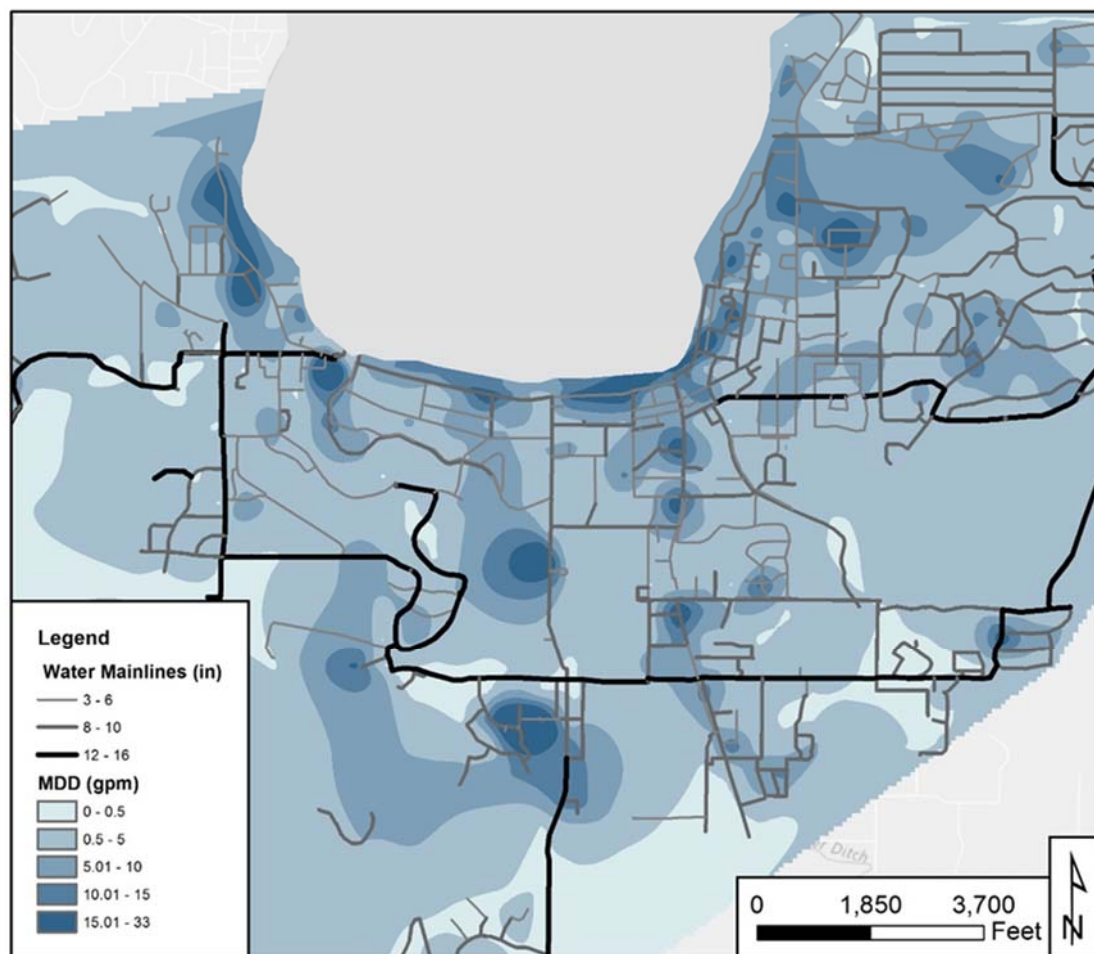 Legend
Water Mainlines (in)
3 - 6
8 - 10
12 - 16
MDD (gpm)
0 - 0.5
0.5 - 5
5.01 - 10
10.01 - 15
15.01 - 33
Ditch
0 1,850 3,700
Feet
N